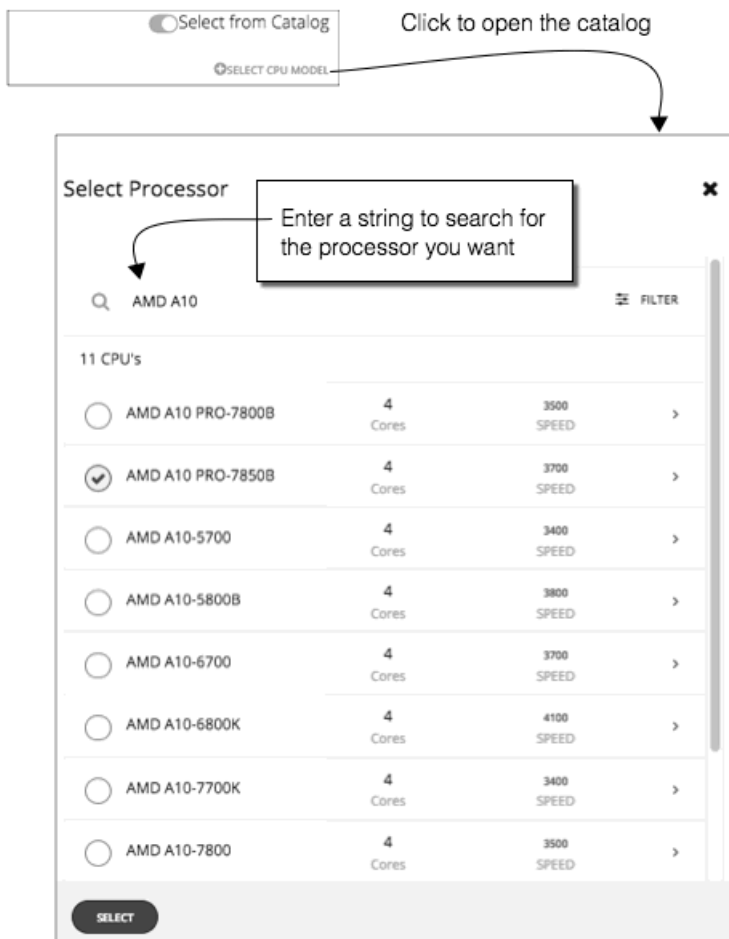 Select from Catalog
Click to open the catalog
SELECT CPU MODEL
Select Processor
Enter a string to search for
the processor you want
AMD A10
FILTER
11 CPU's
AMD A10 PRO-7800B 4 3500
Cores SPEED
AMD A10 PRO-7850B 4 3700
Cores SPEED
AMD A10-5700 4 3400
Cores SPEED
AMD A10-5800B 4 3800
Cores SPEED
AMD A10-6700 4 3700
Cores SPEED
AMD A10-6800K 4 4100
Cores SPEED
AMD A10-7700K 4 3400
Cores SPEED
AMD A10-7800 4 3500
Cores SPEED
SELECT